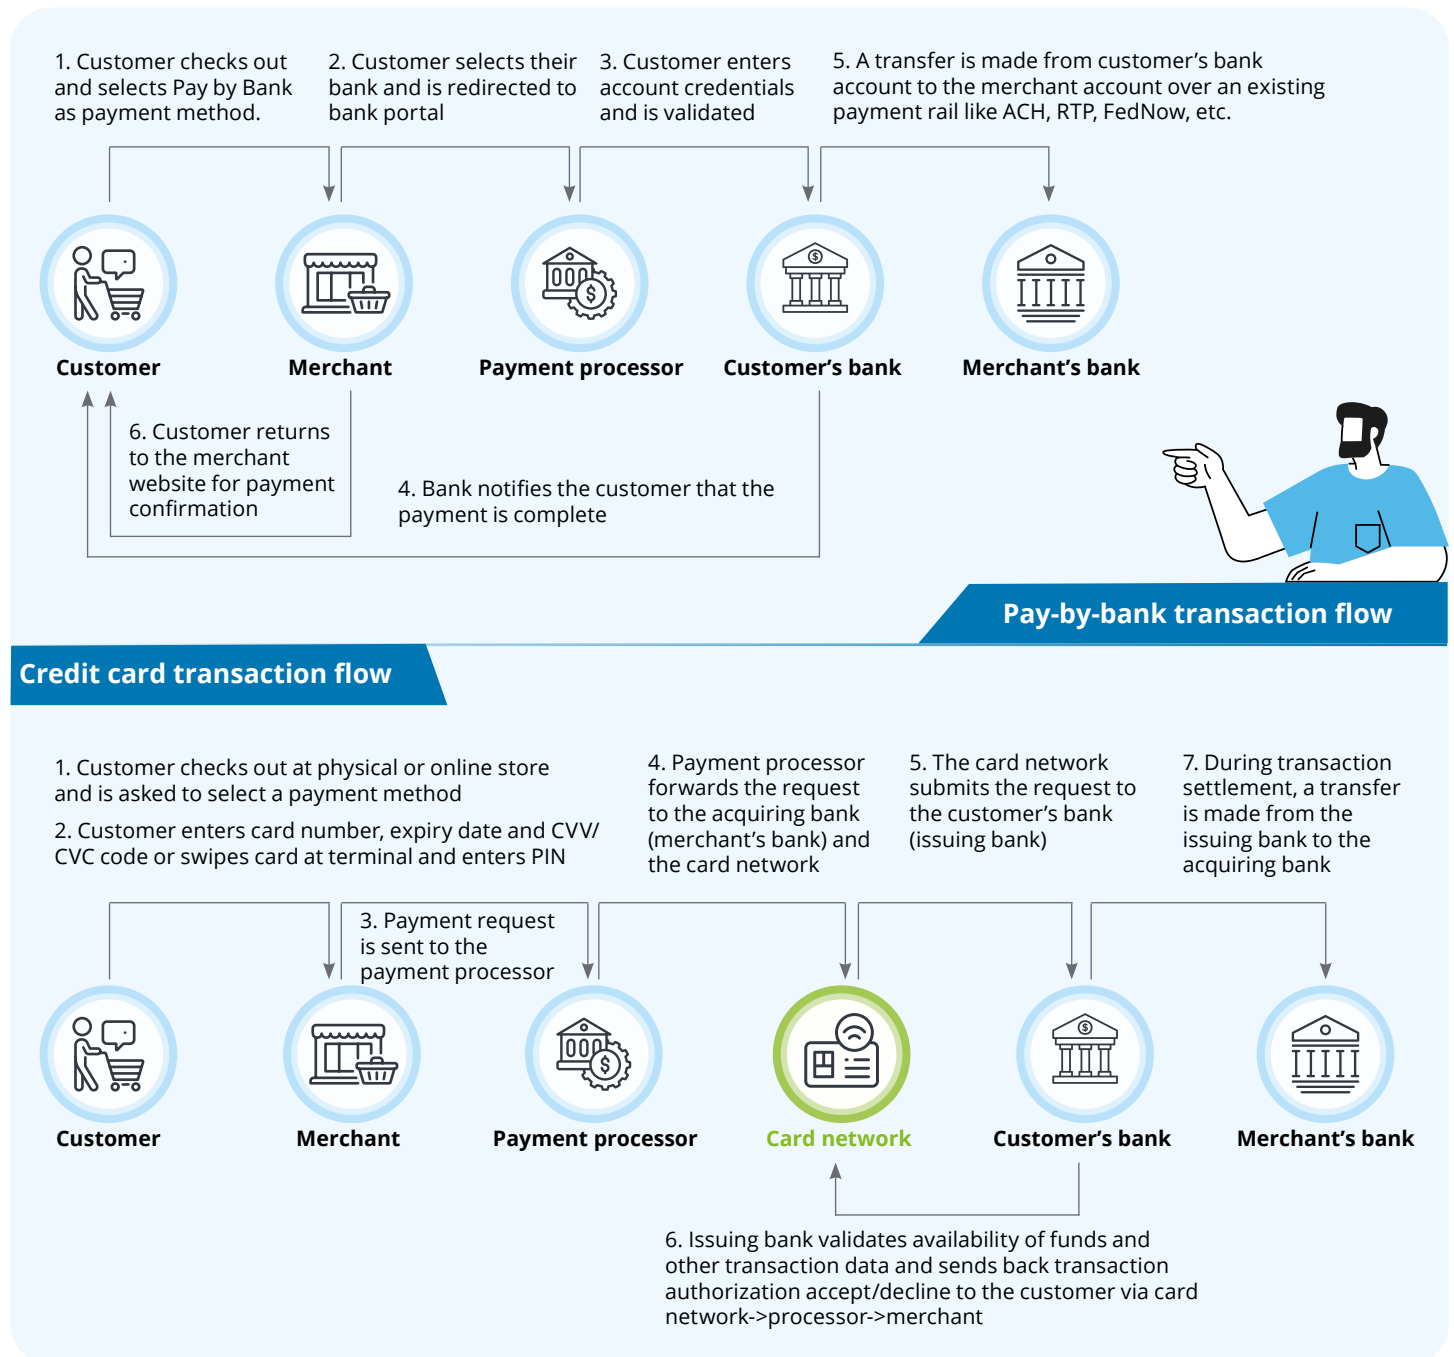 1. Customer checks out
and selects Pay by Bank
as payment method.
2. Customer selects their
bank and is redirected to
bank portal
3. Customer enters
account credentials
and is validated
5. A transfer is made from customer’s bank
account to the merchant account over an existing
payment rail like ACH, RTP, FedNow, etc.
Customer
Merchant
Payment processor
Customer’s bank
Merchant’s bank
6. Customer returns
to the merchant
website for payment
confirmation
4. Bank notifies the customer that the
payment is complete
Pay-by-bank transaction flow
Credit card transaction flow
1. Customer checks out at physical or online store
and is asked to select a payment method
2. Customer enters card number, expiry date and CVV/
CVC code or swipes card at terminal and enters PIN
3. Payment request
is sent to the
payment processor
4. Payment processor
forwards the request
to the acquiring bank
(merchant’s bank) and
the card network
5. The card network
submits the request to
the customer’s bank
(issuing bank)
7. During transaction
settlement, a transfer
is made from the
issuing bank to the
acquiring bank
Customer
Merchant
Payment processor
Card network
Customer’s bank
Merchant’s bank
6. Issuing bank validates availability of funds and
other transaction data and sends back transaction
authorization accept/decline to the customer via card
network->processor->merchant